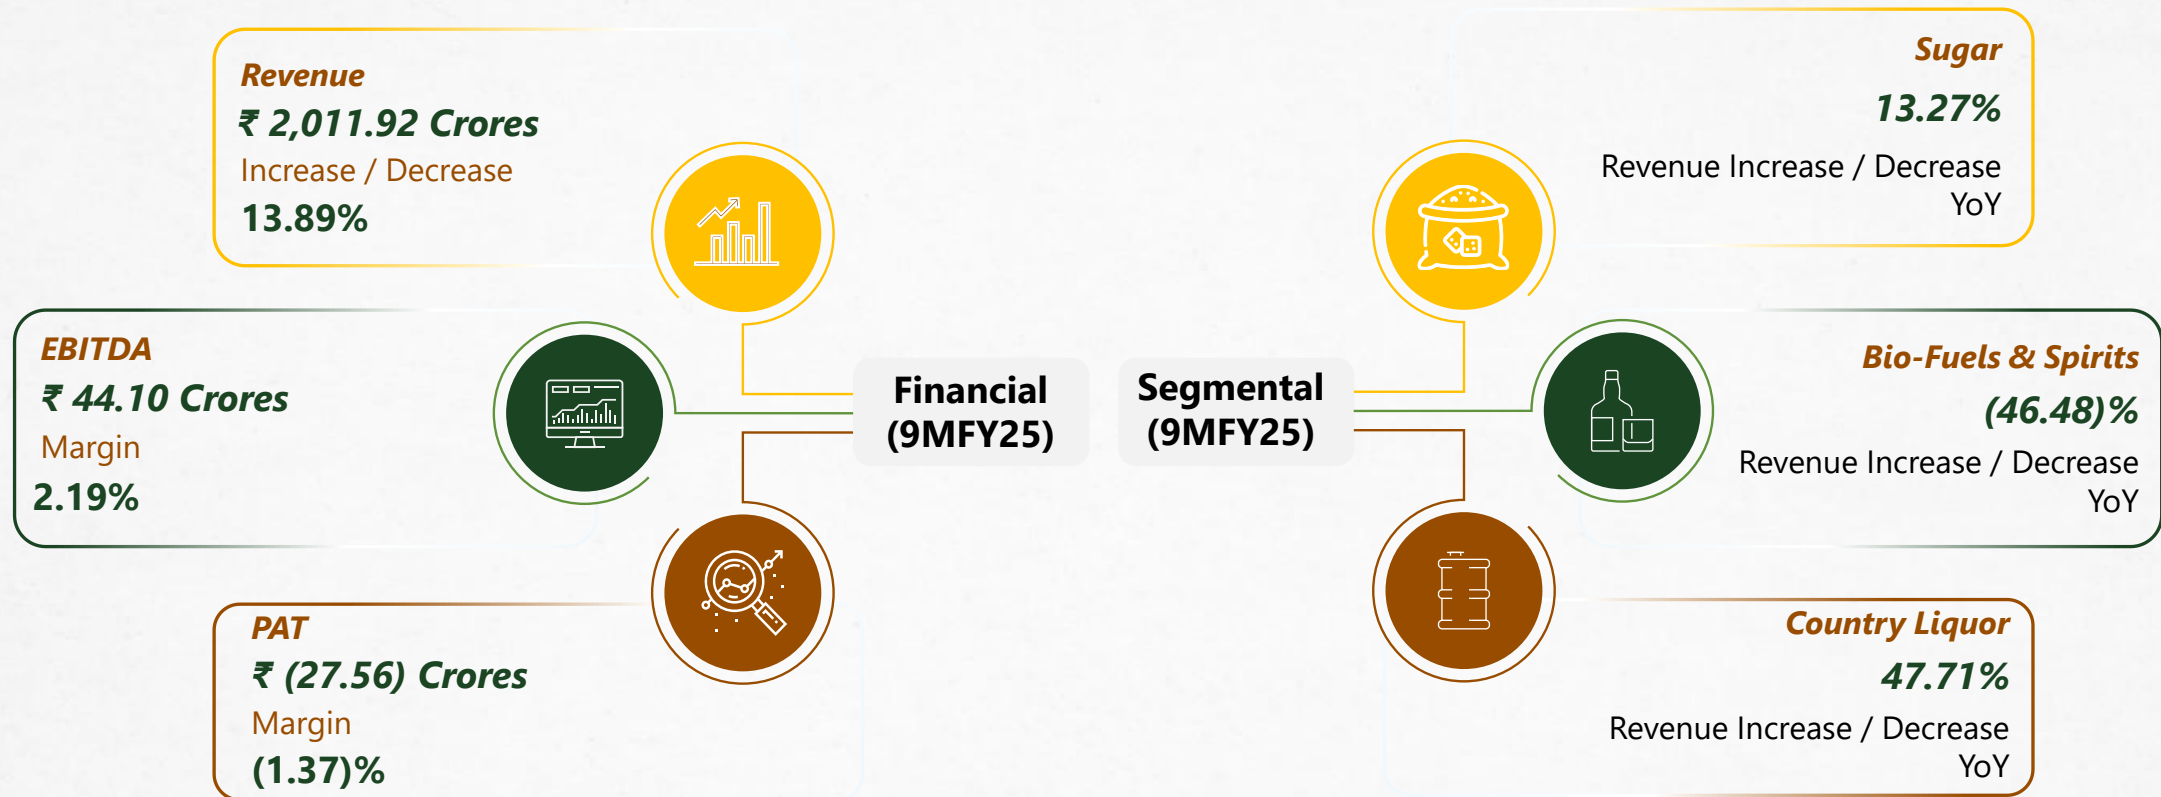 Revenue
₹ 2,011.92 Crores
Increase / Decrease
13.89%
EBITDA
₹ 44.10 Crores
Margin
2.19%
PAT
₹ (27.56) Crores
Margin
(1.37)%
Financial
(9MFY25)
Segmental
(9MFY25)
Sugar
13.27%
Revenue Increase / Decrease
YoY
Bio-Fuels & Spirits
(46.48)%
Revenue Increase / Decrease
YoY
Country Liquor
47.71%
Revenue Increase / Decrease
YoY